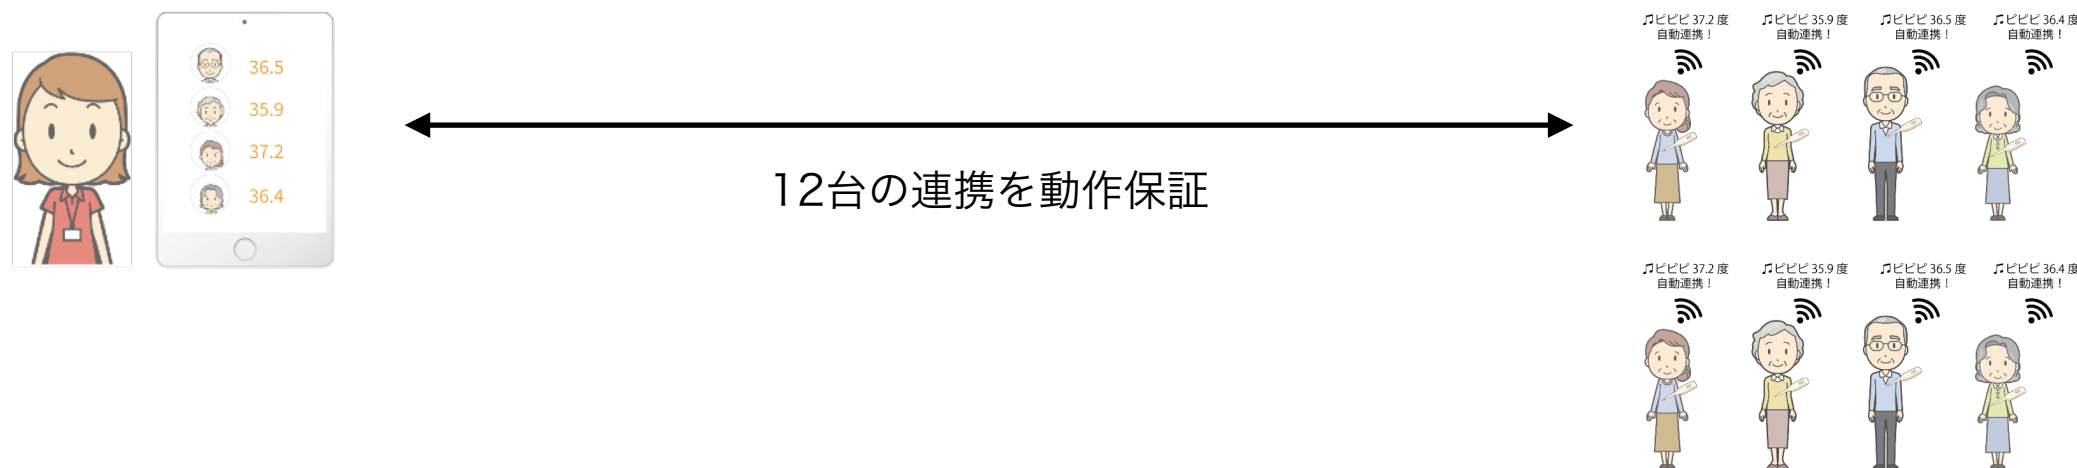 36.5
35.9
37.2
36.4
12台の連携を動作保証
♫ピピピ 37.2 度
自動連携！
♫ピピピ 35.9 度
自動連携！
♫ピピピ 36.5 度
自動連携！
♫ピピピ 36.4 度
自動連携！
♫ピピピ 37.2 度
自動連携！
♫ピピピ 35.9 度
自動連携！
♫ピピピ 36.5 度
自動連携！
♫ピピピ 36.4 度
自動連携！